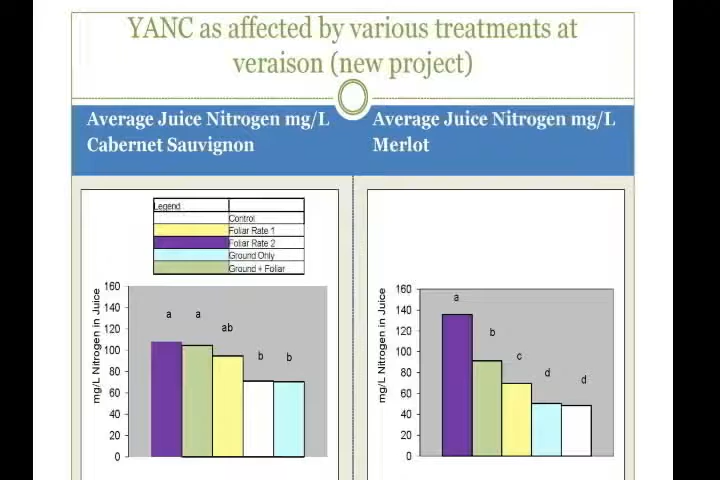 YANC as affected by various treatments at
veraison (new project)
Average Juice Nitrogen mg/L
Cabernet Sauvignon
Average Juice Nitrogen mg/L
Merlot
Legend
Control
Foliar Rate 1
Foliar Rate 2
Ground Only
Ground + Foliar
mg/L Nitrogen in Juice
160
140
120
100
80
60
40
20
0
a a ab b b
mg/L Nitrogen in Juice
160
140
120
100
80
60
40
20
0
a b c d d